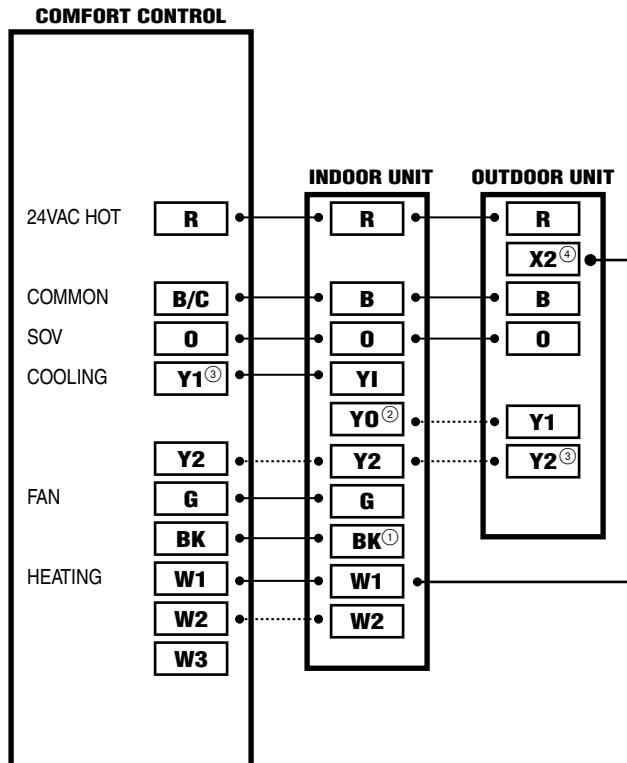 COMFORT CONTROL
INDOOR UNIT OUTDOOR UNIT
24VAC HOT R R R
X2④
COMMON B/C B B
SOV O O O
COOLING Y1③ YI
YO② Y1
Y2 Y2 Y2③
FAN G G
BK BK①
HEATING W1 W1
W2 W2
W3